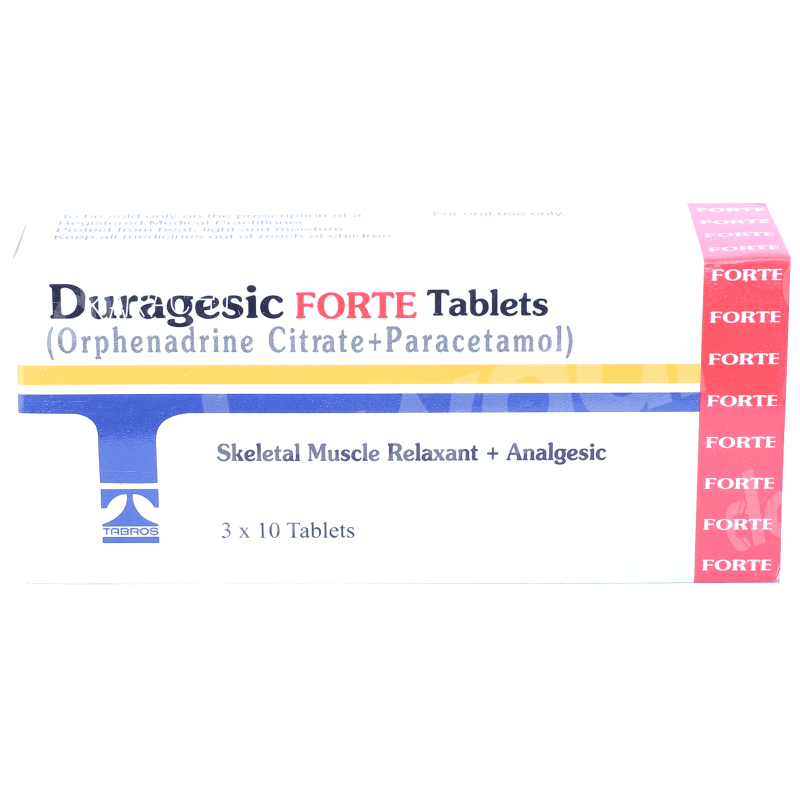 To be sold only on the prescription of a
Registered Medical Practitioner.
Protect from heat, light and moisture.
Keep all medicines out of reach of children.
For oral use only.
Duragesic FORTE Tablets
(Orphenadrine Citrate+Paracetamol)
Skeletal Muscle Relaxant + Analgesic
3 x 10 Tablets
TABROS
FORTE
FORTE
FORTE
FORTE
FORTE
FORTE
FORTE
FORTE
FORTE
FORTE
FORTE
FORTE